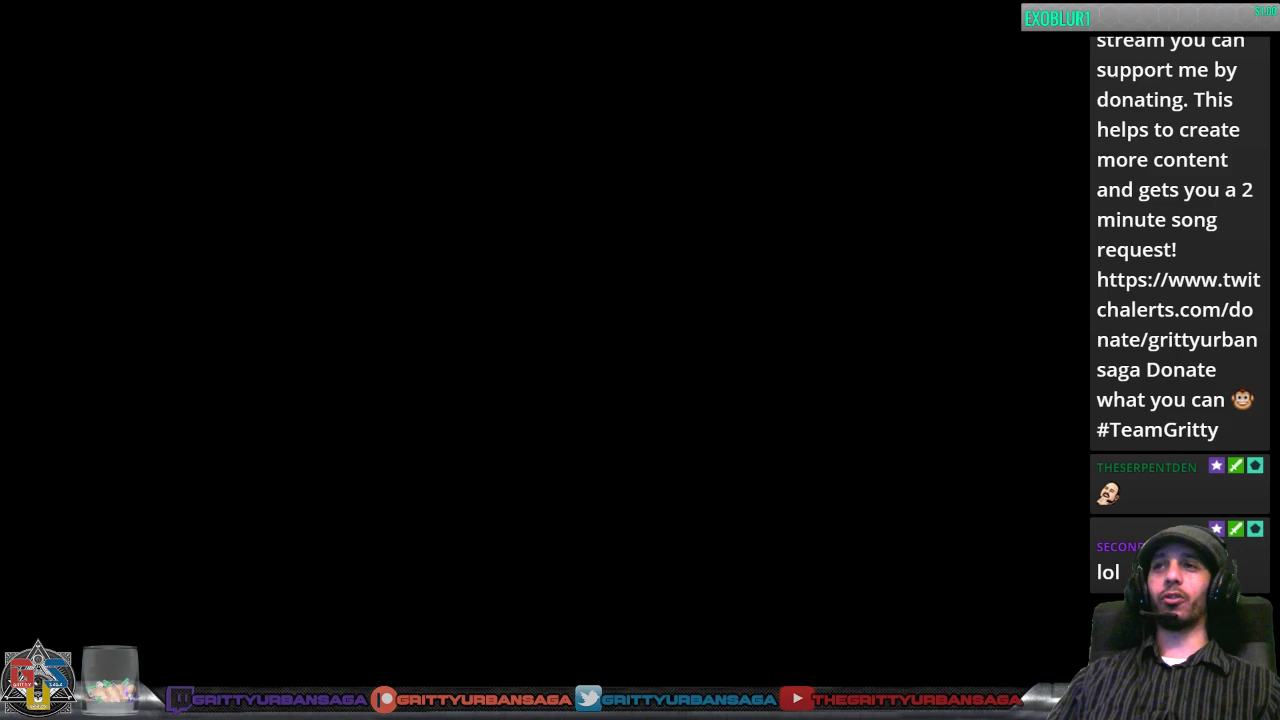 EXOBLUR1
$1.00
stream you can
support me by
donating. This
helps to create
more content
and gets you a 2
minute song
request!
https://www.twit
chalerts.com/do
nate/grittyurban
saga Donate
what you can
#TeamGritty
THESERPENTDEN
lol
GRITTYURBANSAGA
GRITTYURBANSAGA
GRITTYURBANSAGA
THEGRITTYURBANSAGA